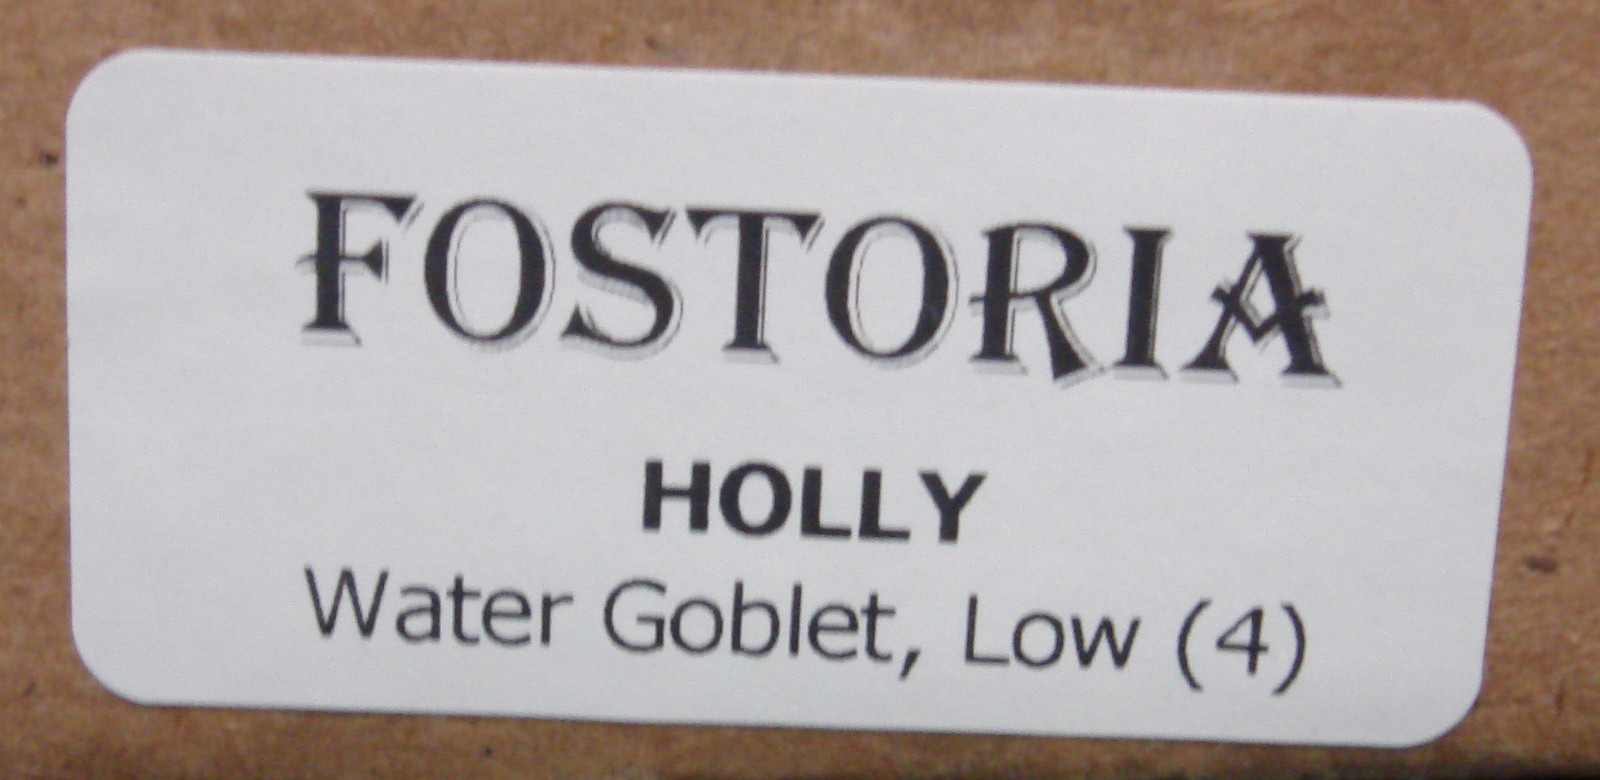 FOSTORIA
HOLLY
Water Goblet, Low (4)